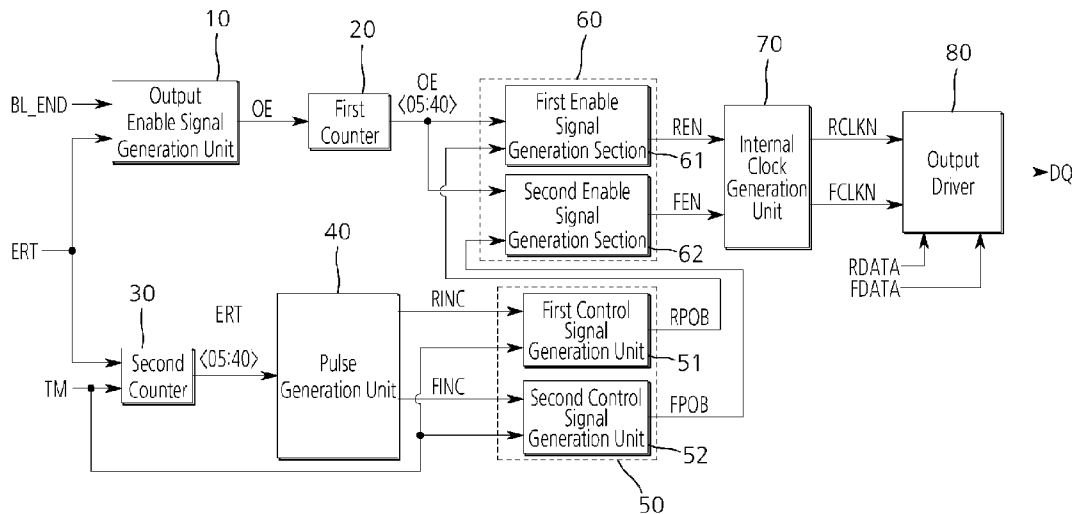 10
20
60
70
80
BL_END
Output
Enable Signal
Generation Unit
OE
First
Counter
OE
<05:40>
First Enable
Signal
Generation Section
61
REN
Internal
Clock
Generation
Unit
RCLKN
Output
Driver
DQ
Second Enable
Signal
Generation Section
62
FEN
FCLKN
ERT
RDATA
FDATA
30
ERT
40
Second
Counter
<05:40>
TM
Pulse
Generation Unit
RINC
FINC
First Control
Signal
Generation Unit
51
RPOB
Second Control
Signal
Generation Unit
52
FPOB
50